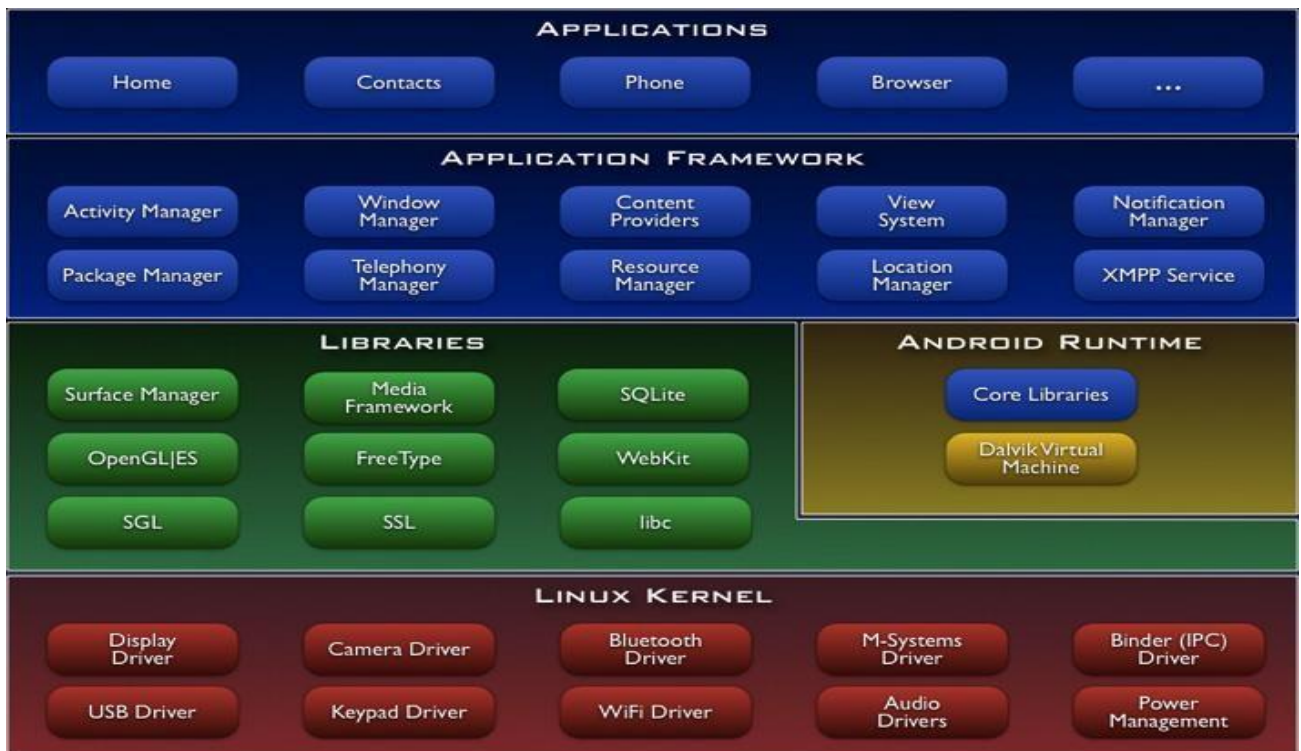 APPLICATIONS
Home
Contacts
Phone
Browser
...
APPLICATION FRAMEWORK
Activity Manager
Window
Manager
Content
Providers
View
System
Notification
Manager
Package Manager
Telephony
Manager
Resource
Manager
Location
Manager
XMPP Service
LIBRARIES
Surface Manager
Media
Framework
SQLite
OpenGL|ES
FreeType
WebKit
SGL
SSL
libc
ANDROID RUNTIME
Core Libraries
Dalvik Virtual
Machine
LINUX KERNEL
Display
Driver
Camera Driver
Bluetooth
Driver
M-Systems
Driver
Binder (IPC)
Driver
USB Driver
Keypad Driver
WiFi Driver
Audio
Drivers
Power
Management